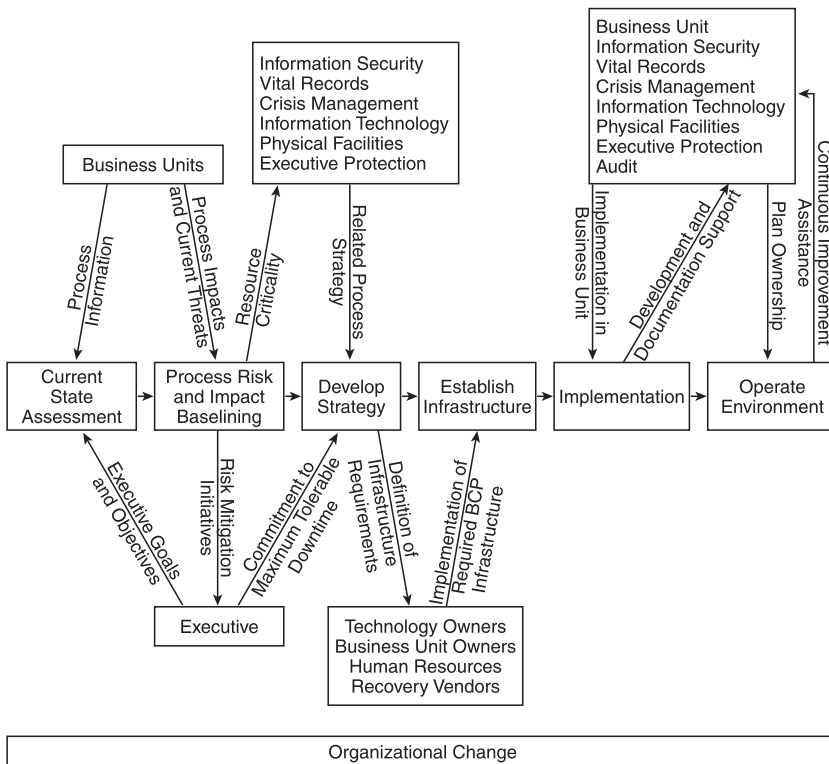 Business Unit
Information Security
Vital Records
Crisis Management
Information Technology
Physical Facilities
Executive Protection
Audit
Information Security
Vital Records
Crisis Management
Information Technology
Physical Facilities
Executive Protection
Business Units
Process
Information
Process Impacts
and Current Threats
Resource
Criticality
Related Process
Strategy
Implementation in
Business Unit
Development and
Documentation Support
Plan Ownership
Continuous Improvement
Assistance
Current
State
Assessment
Process Risk
and Impact
Baselining
Develop
Strategy
Establish
Infrastructure
Implementation
Operate
Environment
Executive Goals
and Objectives
Risk Mitigation
Initiatives
Commitment to
Maximum Tolerable
Downtime
Definition of
Infrastructure
Requirements
Implementation of
Required BCP
Infrastructure
Executive
Technology Owners
Business Unit Owners
Human Resources
Recovery Vendors
Organizational Change